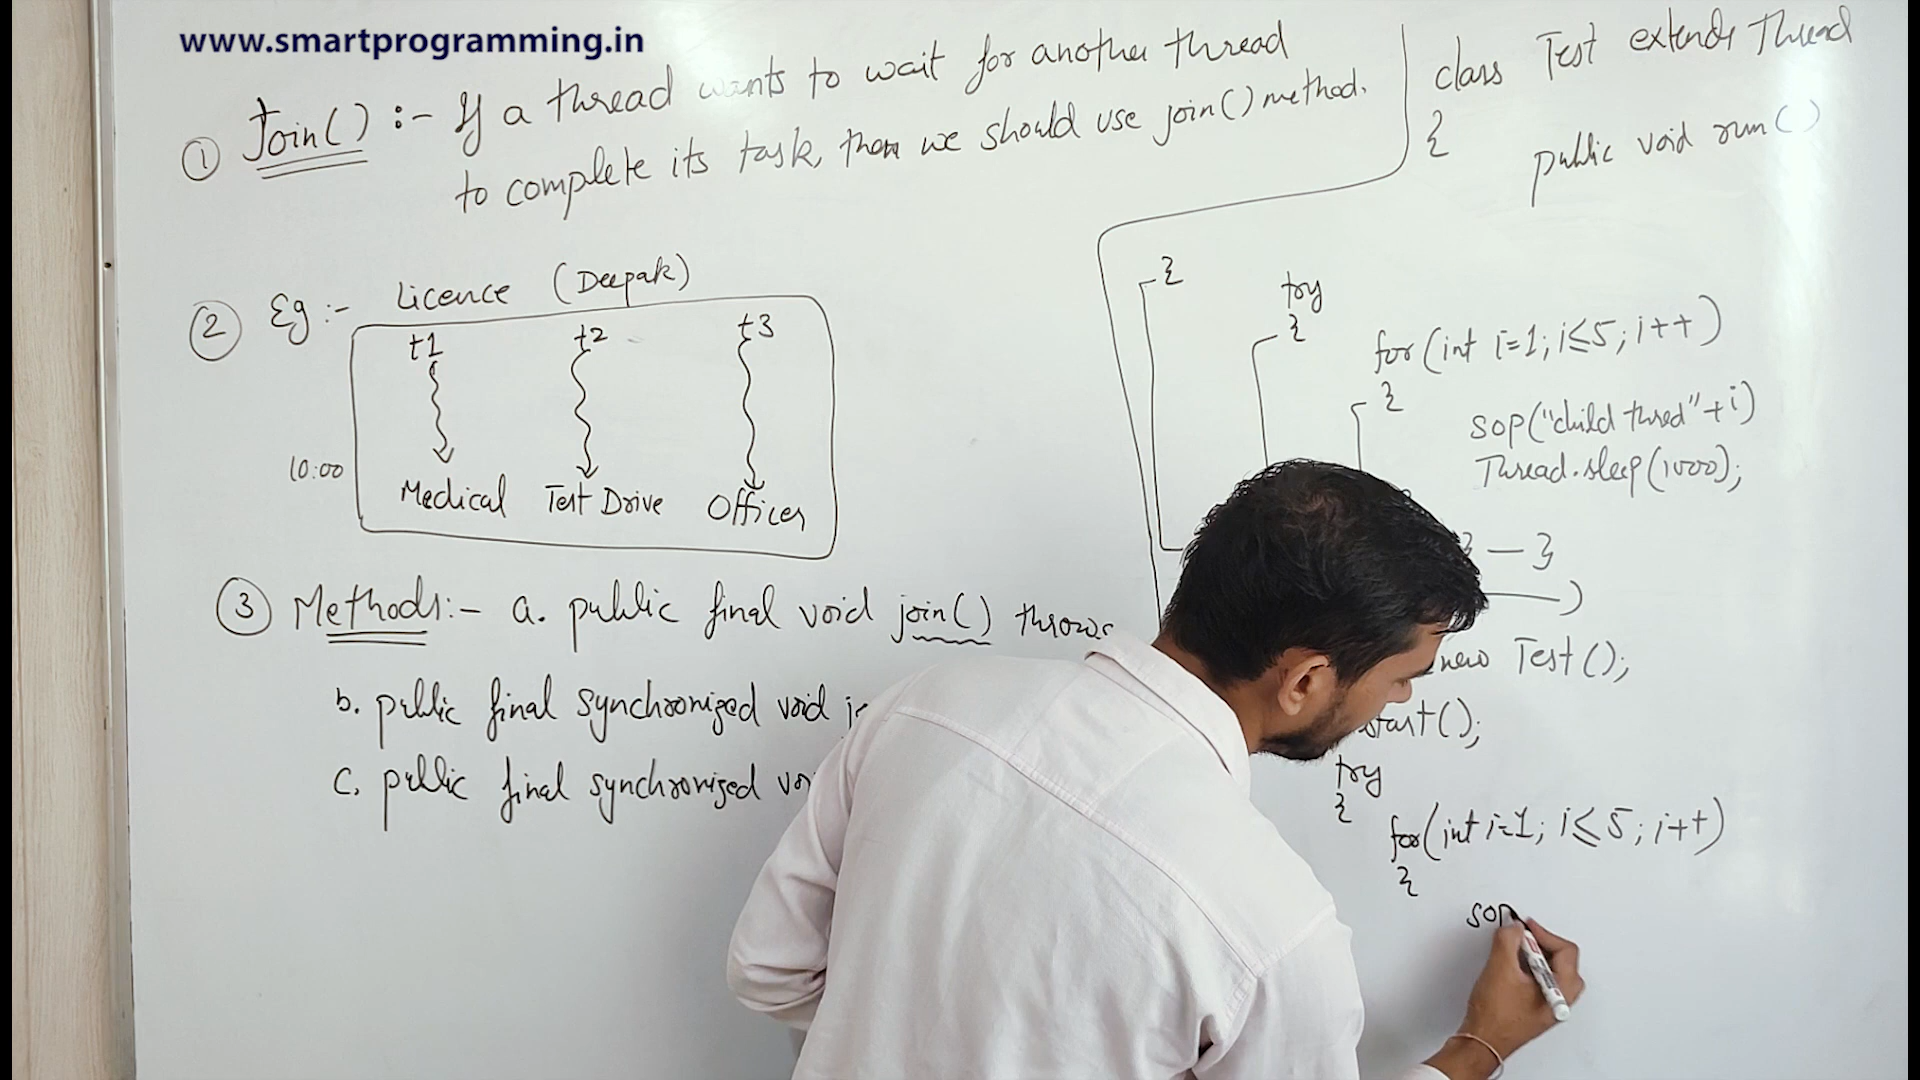 www.smartprogramming.in
① Join() :- If a thread wants to wait for another thread
to complete its task, then we should use join() method.
② Eg :- Licence (Deepak)
t1 t2 t3
10:00
Medical Test Drive Officer
③ Methods :- a. public final void join() throws
b. public final synchronized void
c. public final synchronized
class Test extends Thread
{
public void run()
{
try
{
for(int i=1; i≤5; i++)
{
sop("child thred"+i)
Thread.sleep(1000);
} — }
)
new Test();
start();
try
{
for(int i=1; i≤5; i++)
{
sop